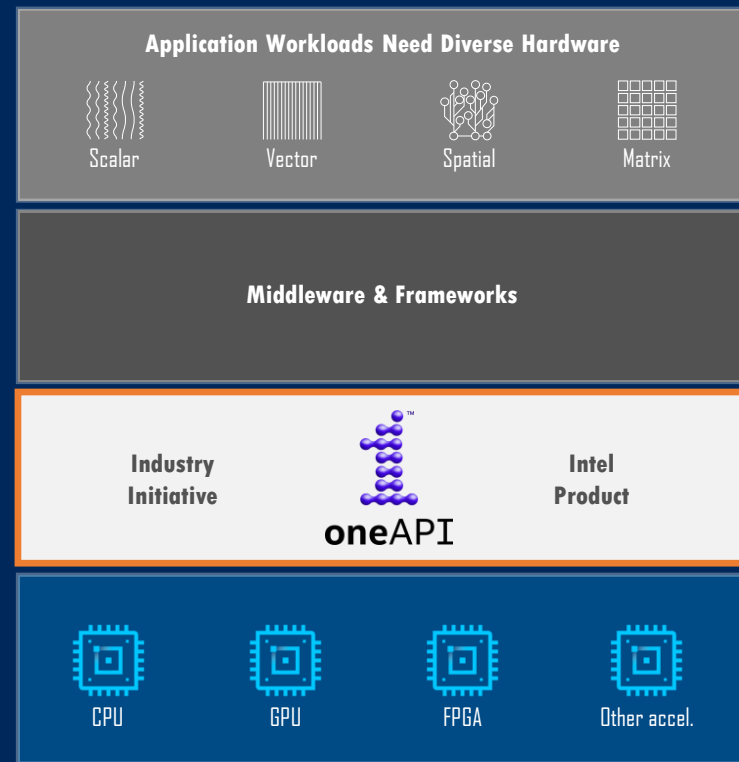 Application Workloads Need Diverse Hardware
Scalar
Vector
Spatial
Matrix
Middleware & Frameworks
Industry
Initiative
™
oneAPI
Intel
Product
CPU
GPU
FPGA
Other accel.